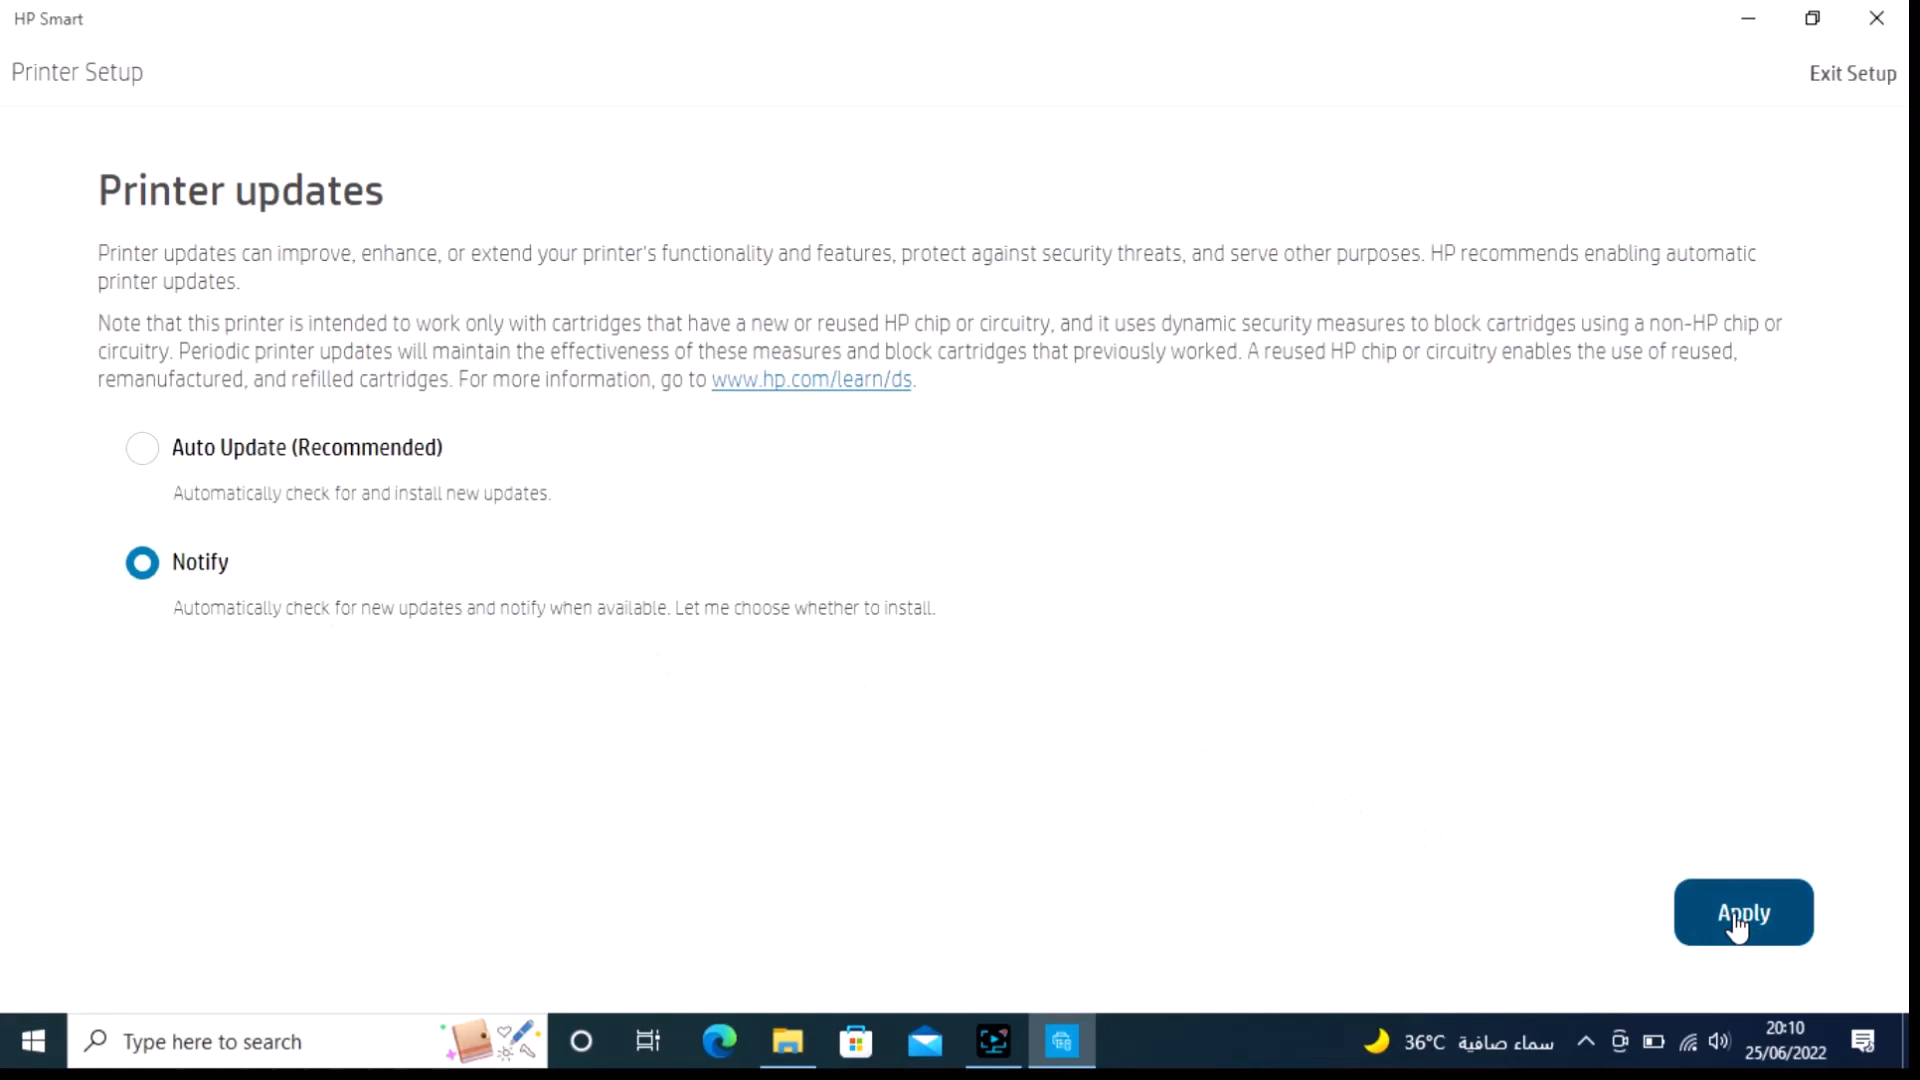 HP Smart
Printer Setup
Exit Setup
Printer updates
Printer updates can improve, enhance, or extend your printer's functionality and features, protect against security threats, and serve other purposes. HP recommends enabling automatic
printer updates.
Note that this printer is intended to work only with cartridges that have a new or reused HP chip or circuitry, and it uses dynamic security measures to block cartridges using a non-HP chip or
circuitry. Periodic printer updates will maintain the effectiveness of these measures and block cartridges that previously worked. A reused HP chip or circuitry enables the use of reused,
remanufactured, and refilled cartridges. For more information, go to www.hp.com/learn/ds.
Auto Update (Recommended)
Automatically check for and install new updates.
Notify
Automatically check for new updates and notify when available. Let me choose whether to install.
Apply
Type here to search
36°C سماء صافية
20:10
25/06/2022